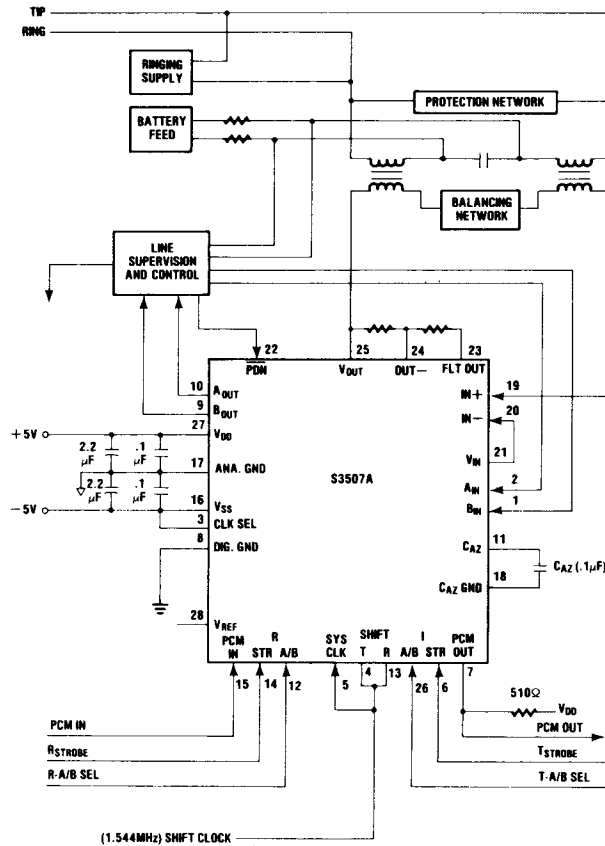 TIP
RING
RINGING
SUPPLY
PROTECTION NETWORK
BATTERY
FEED
BALANCING
NETWORK
LINE
SUPERVISION
AND CONTROL
22
25
24
23
PDN
VOUT
OUT–
FLT OUT
10
AOUT
IN+
19
9
BOUT
IN–
20
27
+5V
VDD
2.2
µF
.1
µF
VIN
21
17
ANA. GND
S3507A
AIN
2
2.2
µF
.1
µF
BIN
1
16
–5V
VSS
3
CLK SEL
8
DIG. GND
CAZ
11
CAZ (.1µF)
CAZ GND
18
28
VREF
PCM
IN
R
STR A/B
SYS
CLK
SHIFT
T R
I
A/B STR
PCM
OUT
15
14
12
5
4
13
26
6
7
510Ω
VDD
PCM IN
PCM OUT
RSTROBE
TSTROBE
R-A/B SEL
T-A/B SEL
(1.544MHz) SHIFT CLOCK